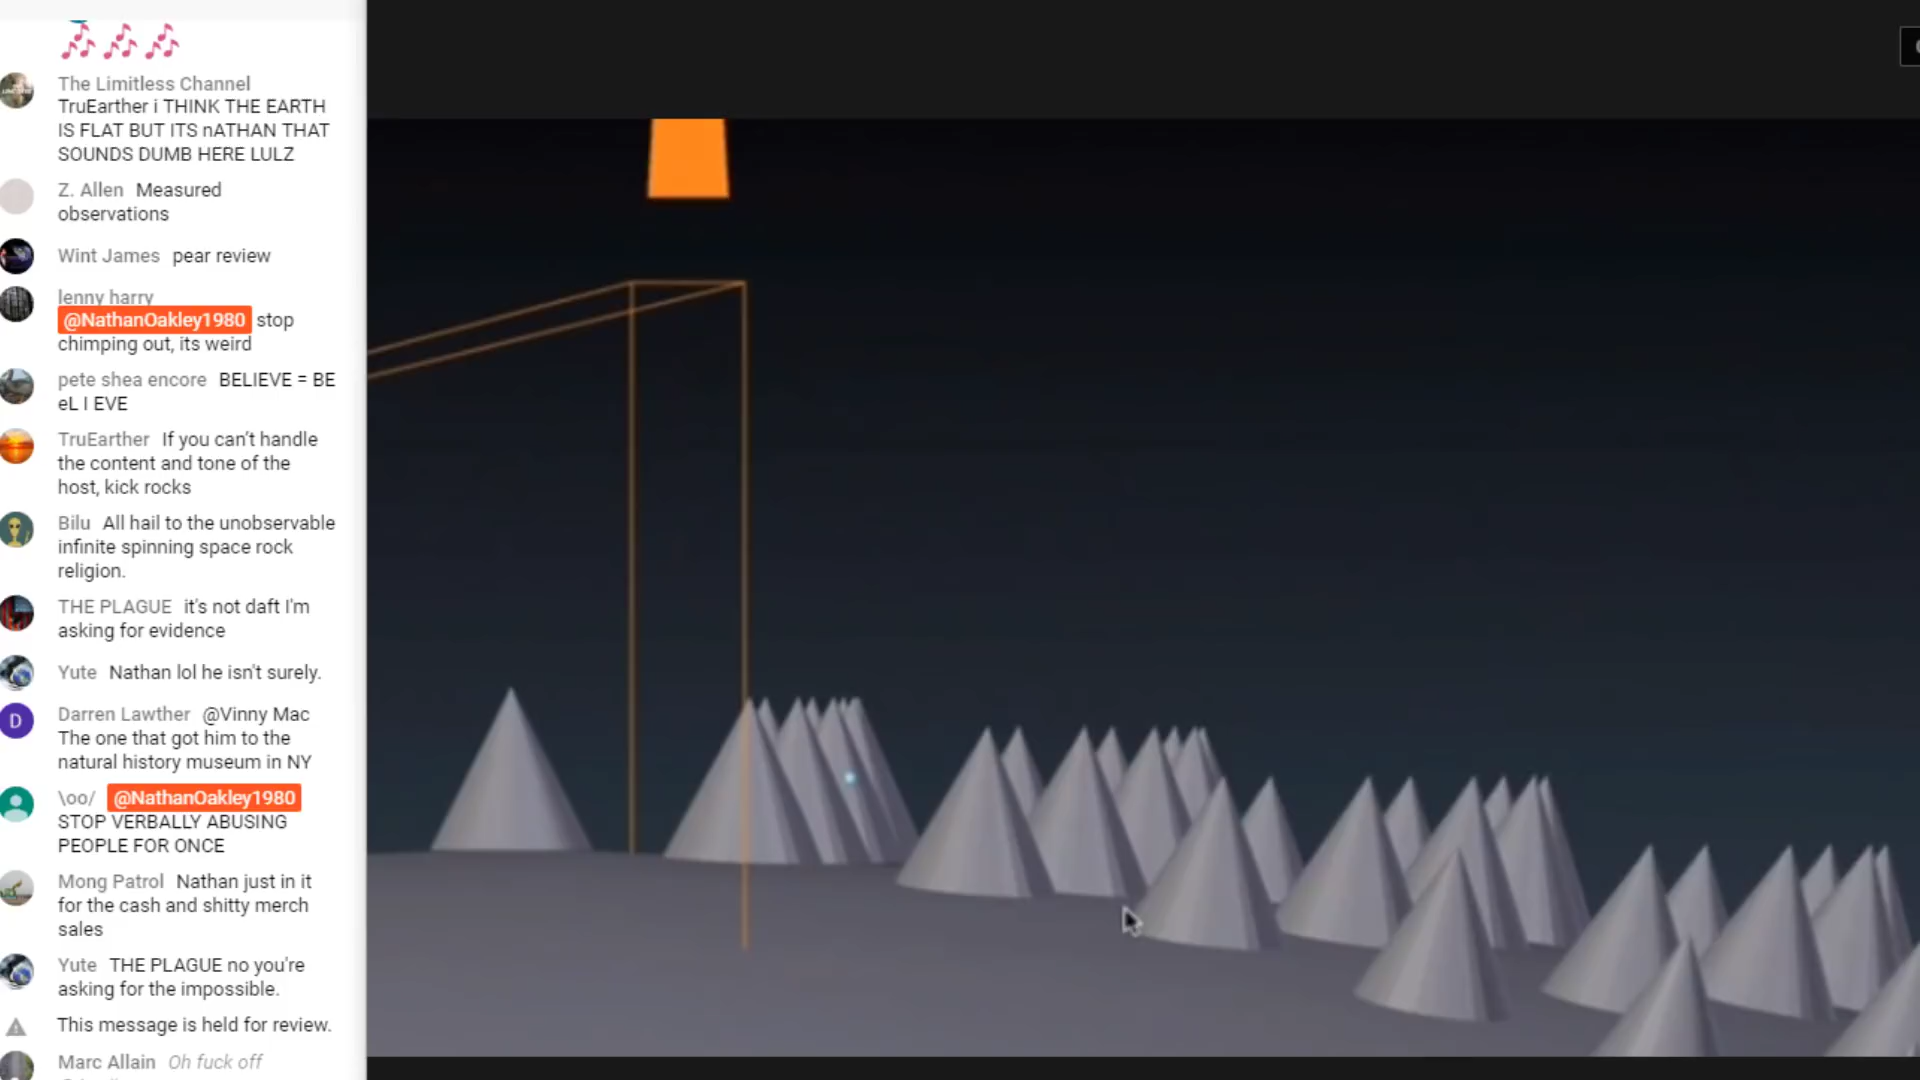 The Limitless Channel
TruEarther i THINK THE EARTH
IS FLAT BUT ITS nATHAN THAT
SOUNDS DUMB HERE LULZ
Z. Allen Measured
observations
Wint James pear review
lenny harry
@NathanOakley1980 stop
chimping out, its weird
pete shea encore BELIEVE = BE
eL I EVE
TruEarther If you can't handle
the content and tone of the
host, kick rocks
Bilu All hail to the unobservable
infinite spinning space rock
religion.
THE PLAGUE it's not daft I'm
asking for evidence
Yute Nathan lol he isn't surely.
D Darren Lawther @Vinny Mac
The one that got him to the
natural history museum in NY
\oo/ @NathanOakley1980
STOP VERBALLY ABUSING
PEOPLE FOR ONCE
Mong Patrol Nathan just in it
for the cash and shitty merch
sales
Yute THE PLAGUE no you're
asking for the impossible.
This message is held for review.
Marc Allain Oh fuck off